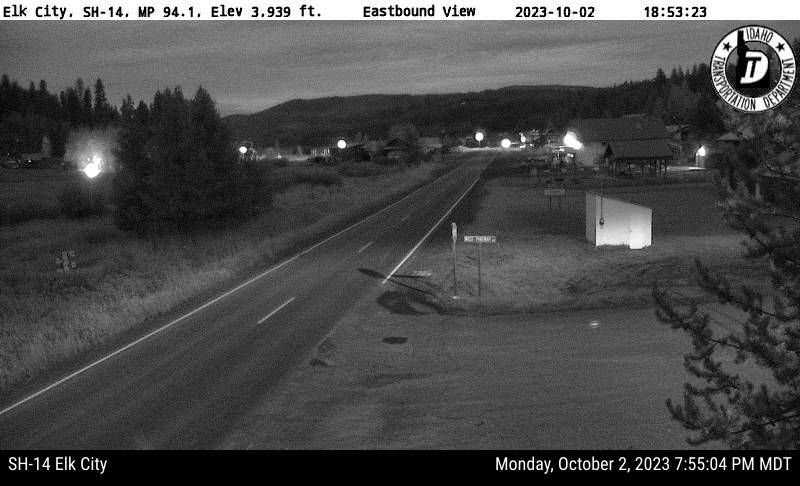 Elk City, SH-14, MP 94.1, Elev 3,939 ft. Eastbound View 2023-10-02 18:53:23
IDAHO
TRANSPORTATION DEPARTMENT
SH-14 Elk City
Monday, October 2, 2023 7:55:04 PM MDT